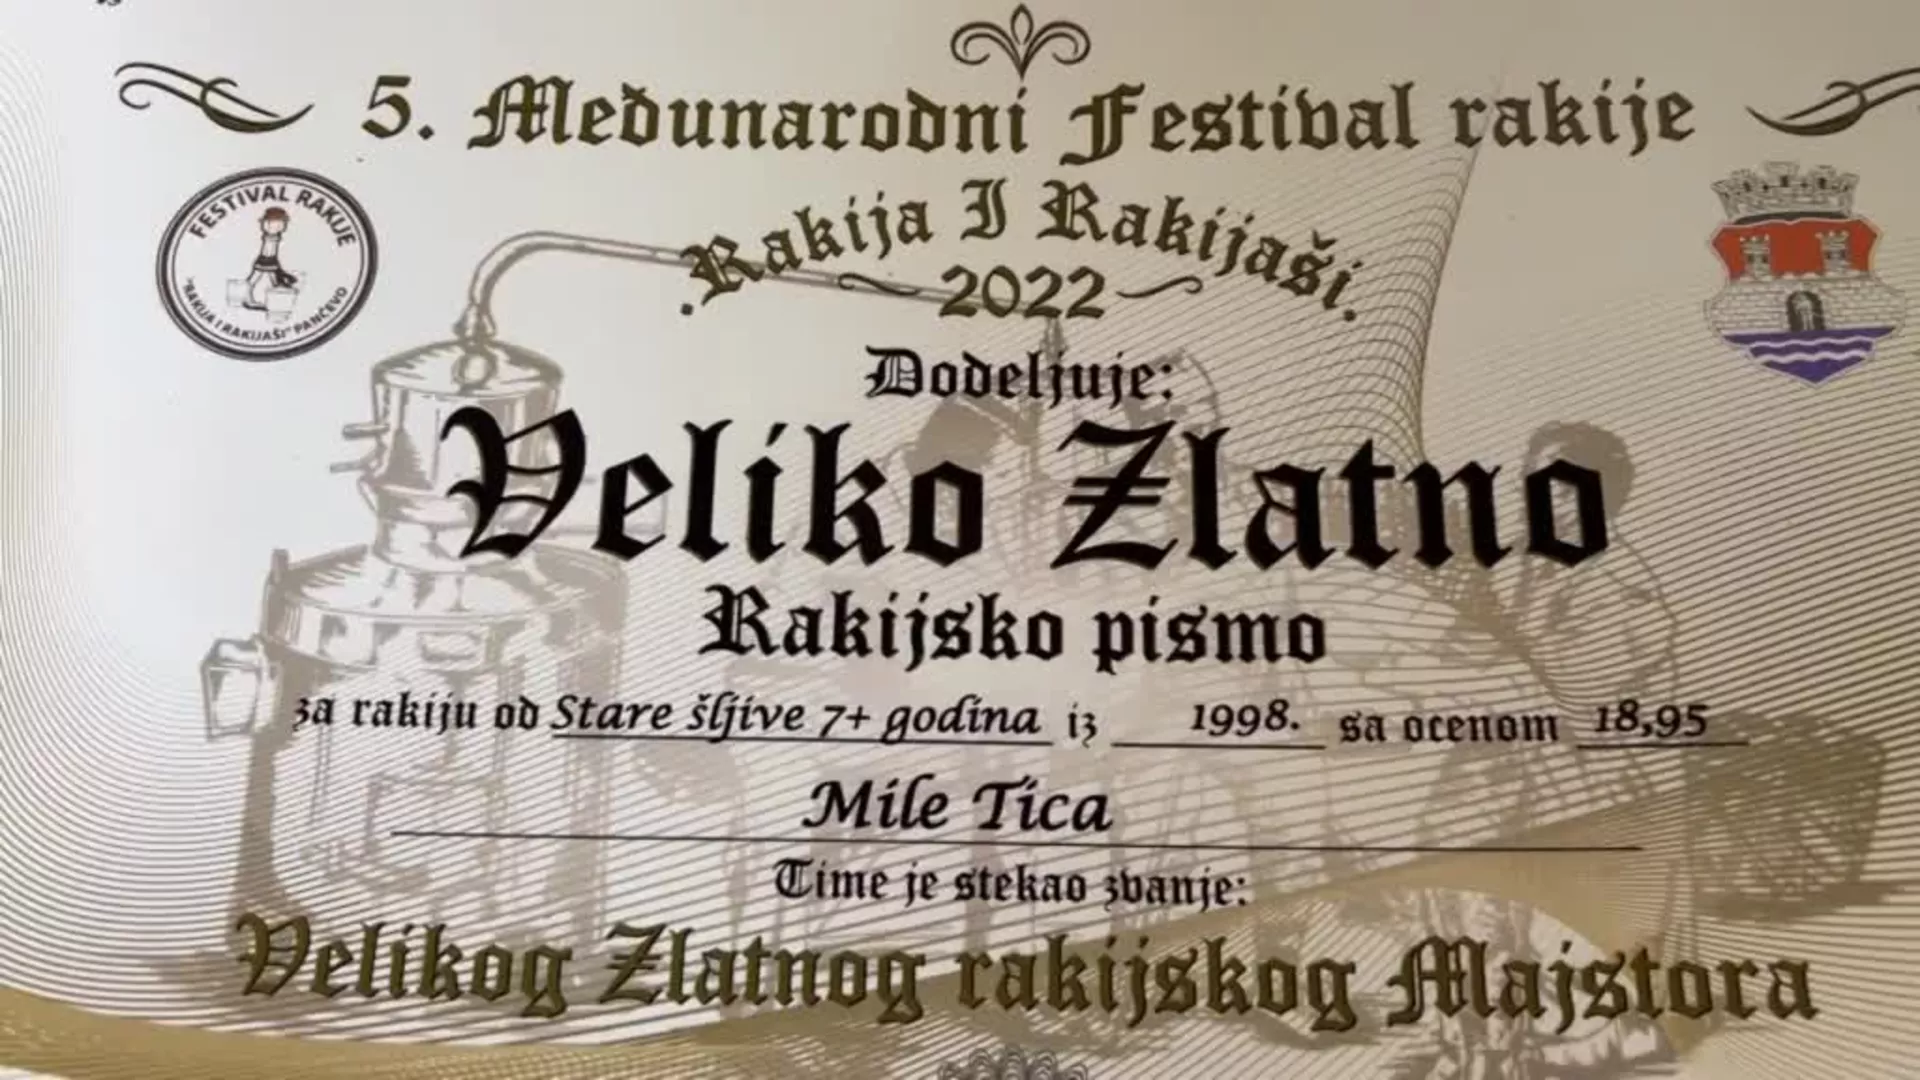 5. Međunarodni Festival rakije
FESTIVAL RAKIJE
"RAKIJA I RAKIJAŠI" PANČEVO
Rakija I Rakijaši
2022
Dodeljuje:
Veliko Zlatno
Rakijsko pismo
za rakiju od Stare šljive 7+ godina iz 1998. sa ocenom 18,95
Mile Tica
Time je stekao zvanje:
Velikog Zlatnog rakijskog Majstora